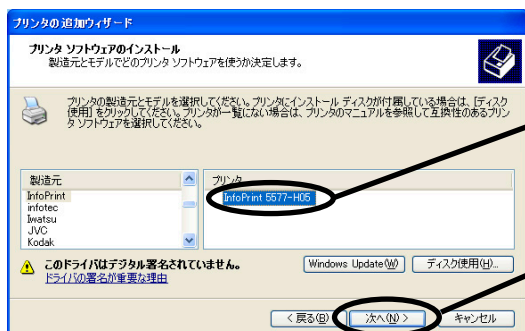 プリンタの追加ウィザード
プリンタ ソフトウェアのインストール
製造元とモデルでどのプリンタ ソフトウェアを使うか決定します。
プリンタの製造元とモデルを選択してください。プリンタにインストール ディスクが付属している場合は、[ディスク
使用] をクリックしてください。プリンタが一覧にない場合は、プリンタのマニュアルを参照して互換性のあるプリン
タ ソフトウェアを選択してください。
製造元
InfoPrint
infotec
Iwatsu
JVC
Kodak
プリンタ
InfoPrint 5577-H05
このドライバはデジタル署名されていません。
ドライバの署名が重要な理由
Windows Update(W)
ディスク使用(H)...
< 戻る(B)
次へ(N) >
キャンセル